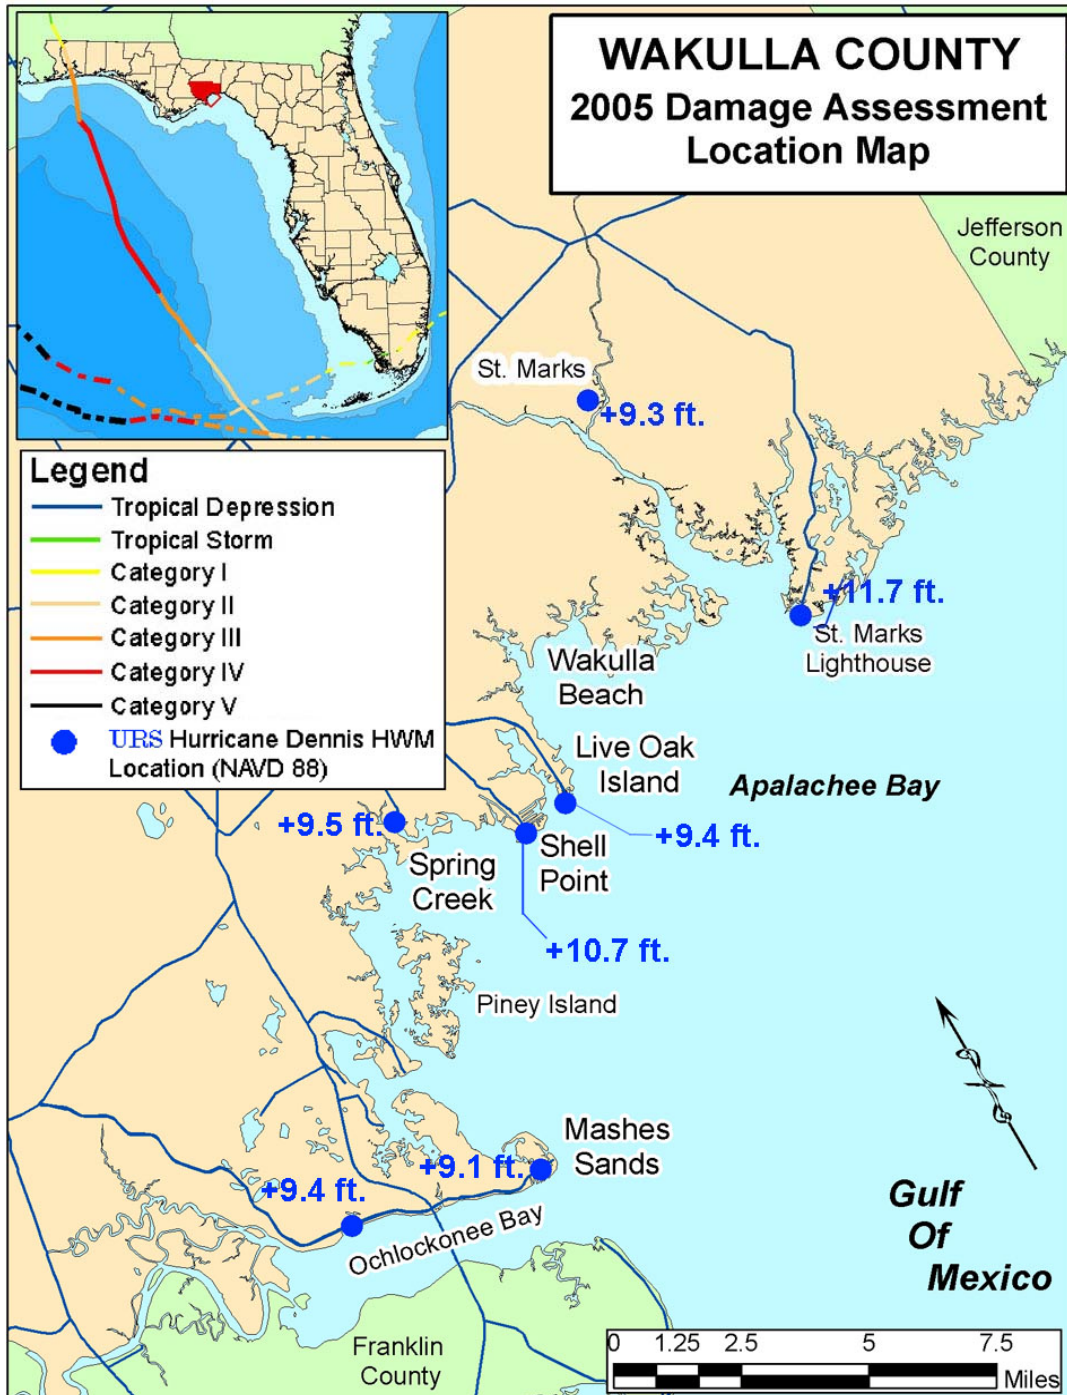 WAKULLA COUNTY
2005 Damage Assessment
Location Map
Jefferson
County
St. Marks
+9.3 ft.
Legend
Tropical Depression
Tropical Storm
Category I
Category II
Category III
Category IV
Category V
URS Hurricane Dennis HWM
Location (NAVD 88)
+11.7 ft.
St. Marks
Lighthouse
Wakulla
Beach
Live Oak
Island
Apalachee Bay
+9.5 ft.
+9.4 ft.
Shell
Point
Spring
Creek
+10.7 ft.
Piney Island
Mashes
Sands
+9.1 ft.
+9.4 ft.
Ochlockonee Bay
Gulf
Of
Mexico
Franklin
County
0 1.25 2.5 5 7.5
Miles